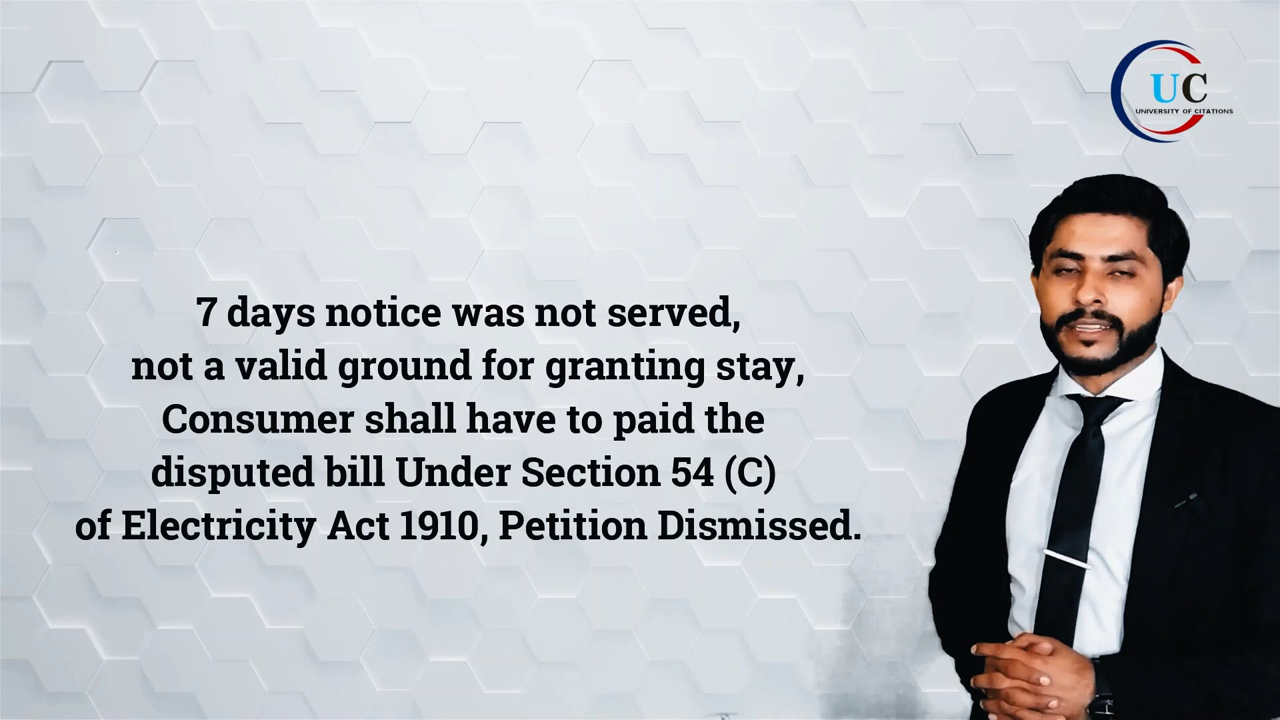 UC
UNIVERSITY OF CITATIONS
7 days notice was not served,
not a valid ground for granting stay,
Consumer shall have to paid the
disputed bill Under Section 54 (C)
of Electricity Act 1910, Petition Dismissed.